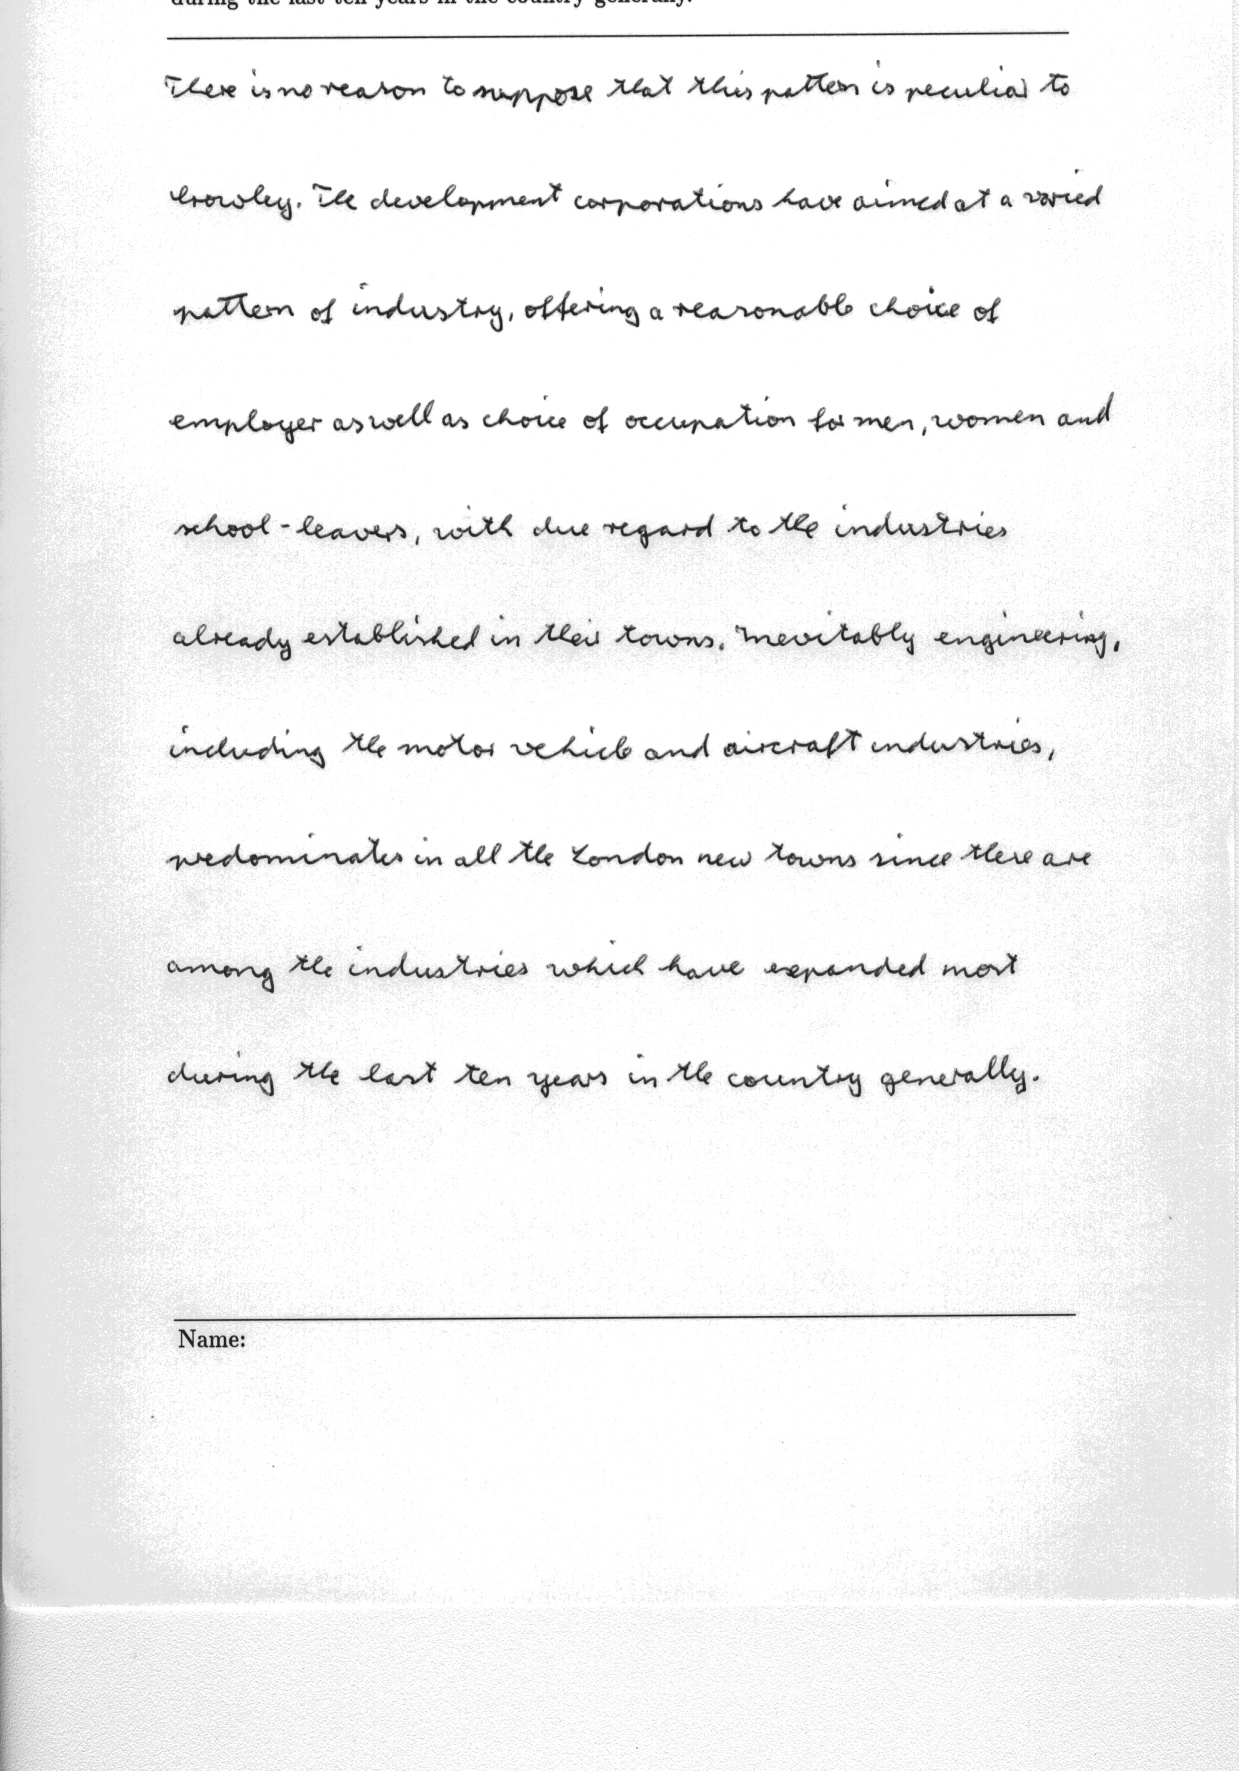 during the last ten years in the country generally.
There is no reason to suppose that this pattern is peculiar to
Crawley. The development corporations have aimed at a varied
pattern of industry, offering a reasonable choice of
employer as well as choice of occupation for men, women and
school-leavers, with due regard to the industries
already established in their towns. Inevitably engineering,
including the motor vehicle and aircraft industries,
predominates in all the London new towns since these are
among the industries which have expanded most
during the last ten years in the country generally.
Name: